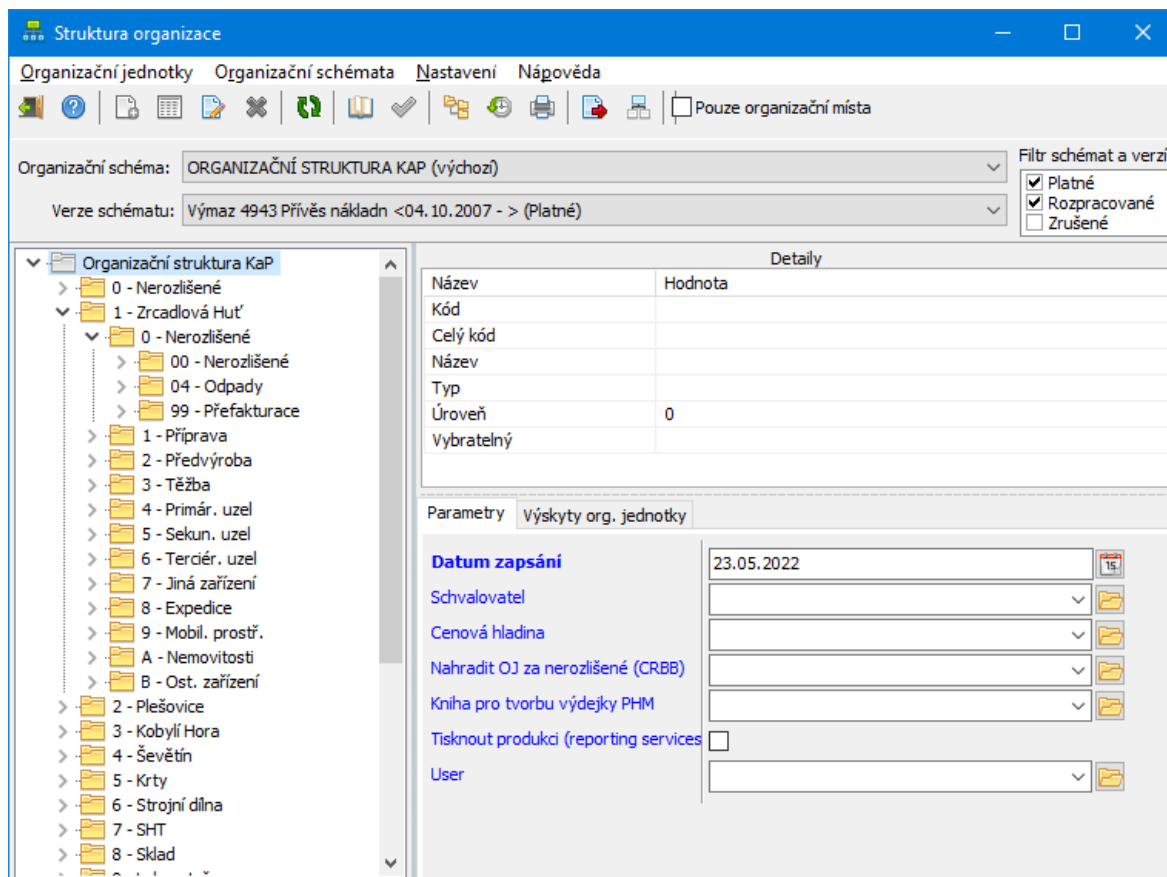 Struktura organizace
Organizační jednotky Organizační schémata Nastavení Nápověda
Pouze organizační místa
Organizační schéma: ORGANIZAČNÍ STRUKTURA KAP (výchozí)
Verze schématu: Výmaz 4943 Přívěs nákladn <04.10.2007 - > (Platné)
Filtr schémat a verzí
Platné
Rozpracované
Zrušené
Organizační struktura KaP
0 - Nerozlišené
1 - Zrcadlová Huť
0 - Nerozlišené
00 - Nerozlišené
04 - Odpady
99 - Přefakturace
1 - Příprava
2 - Předvýroba
3 - Těžba
4 - Primár. uzel
5 - Sekun. uzel
6 - Terciér. uzel
7 - Jiná zařízení
8 - Expedice
9 - Mobil. prostř.
A - Nemovitosti
B - Ost. zařízení
2 - Plešovice
3 - Kobylí Hora
4 - Ševětín
5 - Krty
6 - Strojní dílna
7 - SHT
8 - Sklad
Detaily
Název Hodnota
Kód
Celý kód
Název
Typ
Úroveň 0
Vybratelný
Parametry Výskyty org. jednotky
Datum zapsání 23.05.2022
15
Schvalovatel
Cenová hladina
Nahradit OJ za nerozlišené (CRBB)
Kniha pro tvorbu výdejky PHM
Tisknout produkci (reporting services
User